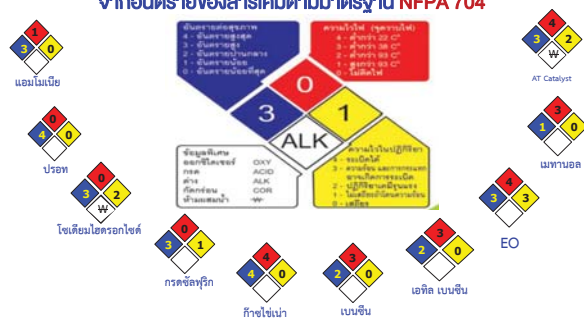 จากอันตรายของสารเคมีตามมาตรฐาน NFPA 704
อันตรายต่อสุขภาพ
4 - อันตรายสูงสุด
3 - อันตรายสูง
2 - อันตรายปานกลาง
1 - อันตรายน้อย
0 - อันตรายน้อยที่สุด
ความไวไฟ (จุดวาบไฟ)
4 - ต่ำกว่า 22 C°
3 - ต่ำกว่า 38 C°
2 - ต่ำกว่า 93 C°
1 - สูงกว่า 93 C°
0 - ไม่ติดไฟ
0
3
1
ALK
ข้อมูลพิเศษ
ออกซิไดเซอร์ OXY
กรด ACID
ด่าง ALK
กัดกร่อน COR
ห้ามผสมน้ำ W
ความไวในปฏิกิริยา
4 - ระเบิดได้
3 - ความร้อน และการกระแทก
อาจเกิดการระเบิด
2 - ปฏิกิริยาเคมีรุนแรง
1 - ไม่เสถียรถ้าโดนความร้อน
0 - เสถียร
1
3 0
แอมโมเนีย
0
4 0
ปรอท
0
3 2
W
โซเดียมไฮดรอกไซด์
0
3 1
กรดซัลฟุริก
4
4 0
ก๊าซไข่เน่า
3
2 0
เบนซีน
3
2 0
เอทิล เบนซีน
4
3 3
EO
3
1 0
เมทานอล
4
3 2
W
AT Catalyst